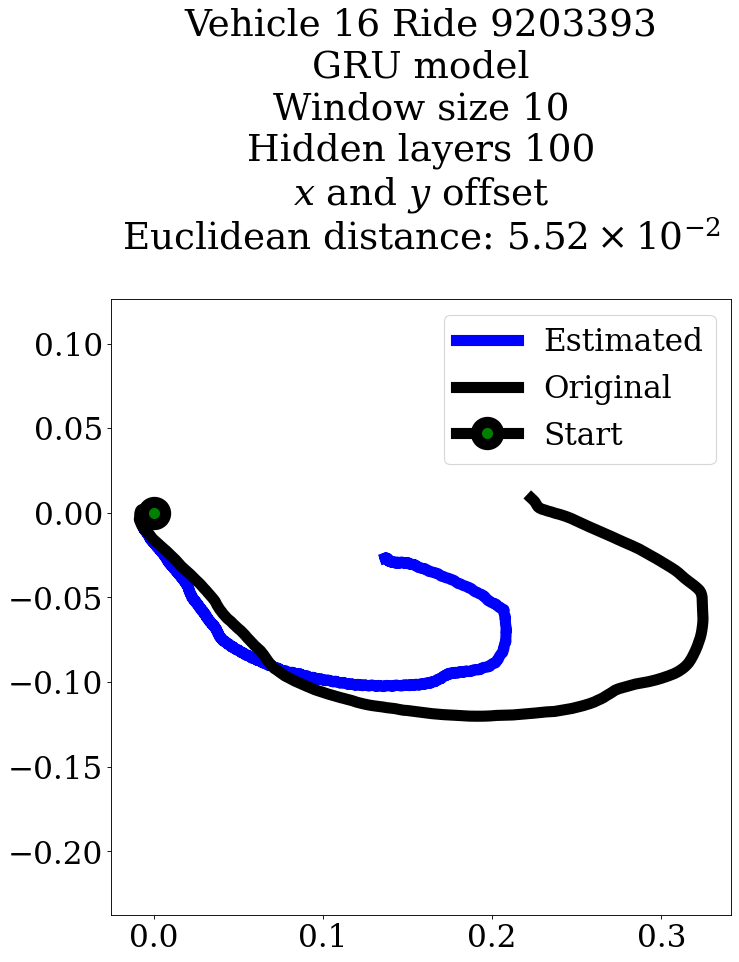 Vehicle 16 Ride 9203393
GRU model
Window size 10
Hidden layers 100
x and y offset
Euclidean distance: 5.52 × 10⁻²
Estimated
Original
Start
0.10
0.05
0.00
−0.05
−0.10
−0.15
−0.20
0.0 0.1 0.2 0.3